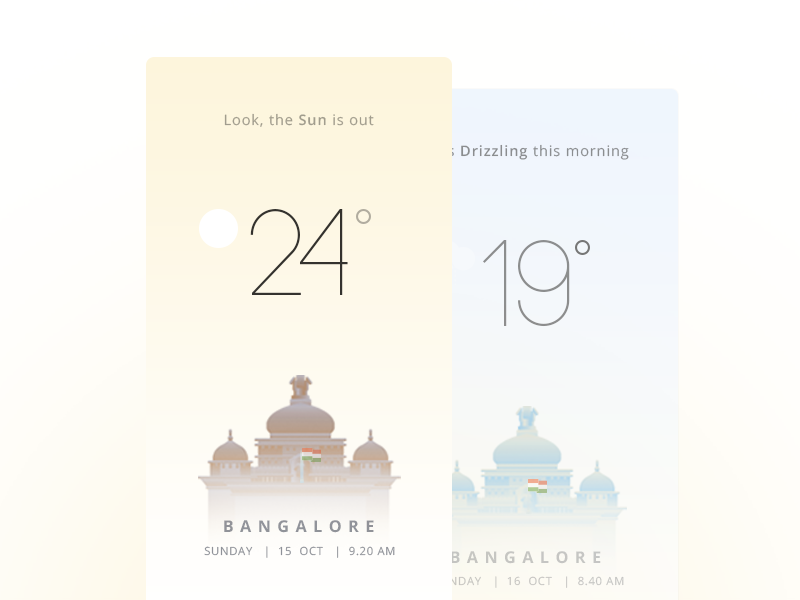 Look, the Sun is out
24°
BANGALORE
SUNDAY | 15 OCT | 9.20 AM
Drizzling this morning
19°
BANGALORE
| 16 OCT | 8.40 AM